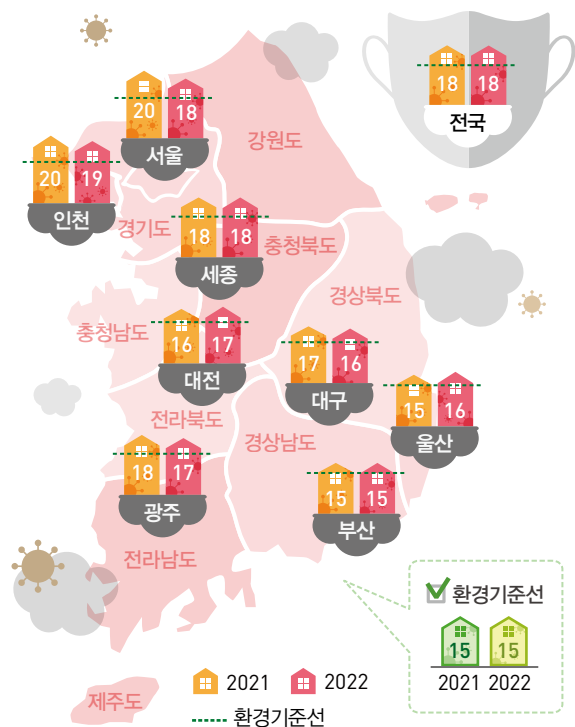 18 18
전국
20 18
서울
강원도
20 19
인천
경기도
18 18
세종
충청북도
경상북도
충청남도
16 17
대전
17 16
대구
15 16
울산
전라북도
경상남도
18 17
광주
15 15
부산
전라남도
환경기준선
15 15
2021 2022
제주도
2021 2022
환경기준선